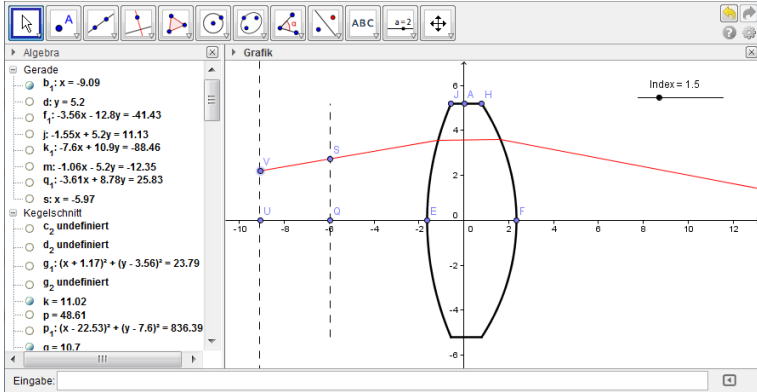 A
ABC
a=2
Algebra
Grafik
Gerade
b₁: x = -9.09
d: y = 5.2
f₁: -3.56x - 12.8y = -41.43
j: -1.55x + 5.2y = 11.13
k₁: -7.6x + 10.9y = -88.46
m: -1.06x - 5.2y = -12.35
q₁: -3.61x + 8.78y = 25.83
s: x = -5.97
Kegelschnitt
c₂ undefiniert
d₂ undefiniert
g₁: (x + 1.17)² + (y - 3.56)² = 23.79
g₂ undefiniert
k = 11.02
p = 48.61
p₁: (x - 22.53)² + (y - 7.6)² = 836.39
q = 10.7
Index = 1.5
6
J A H
4
S
V
2
U Q E 0 F
-10 -8 -6 -4 -2 0 2 4 6 8 10 12
-2
-4
-6
Eingabe: